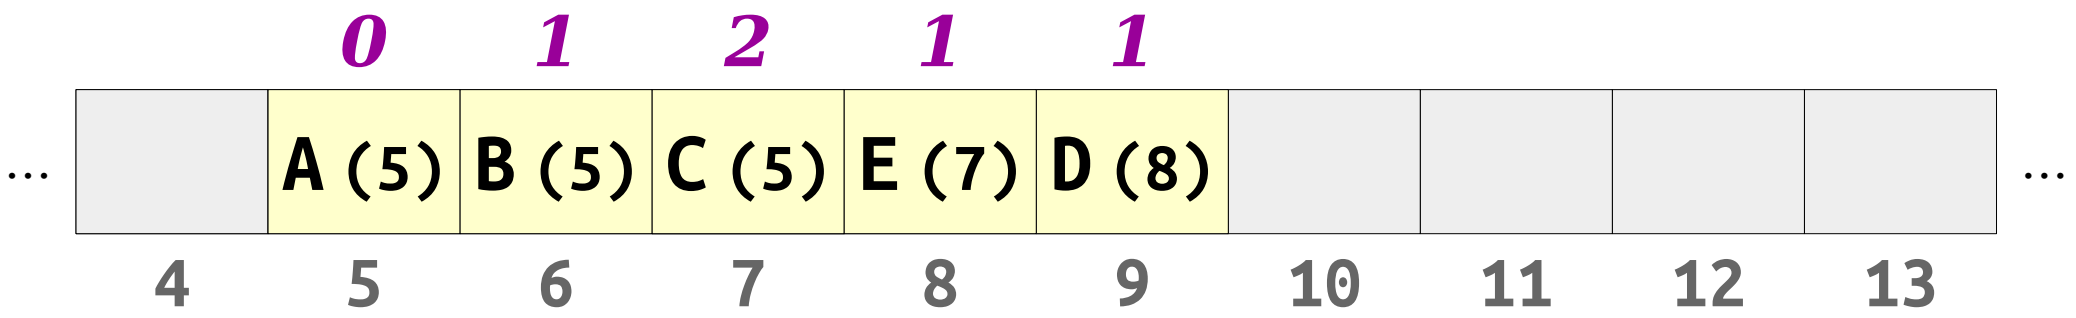 0 1 2 1 1
... A (5) B (5) C (5) E (7) D (8) ...
4 5 6 7 8 9 10 11 12 13